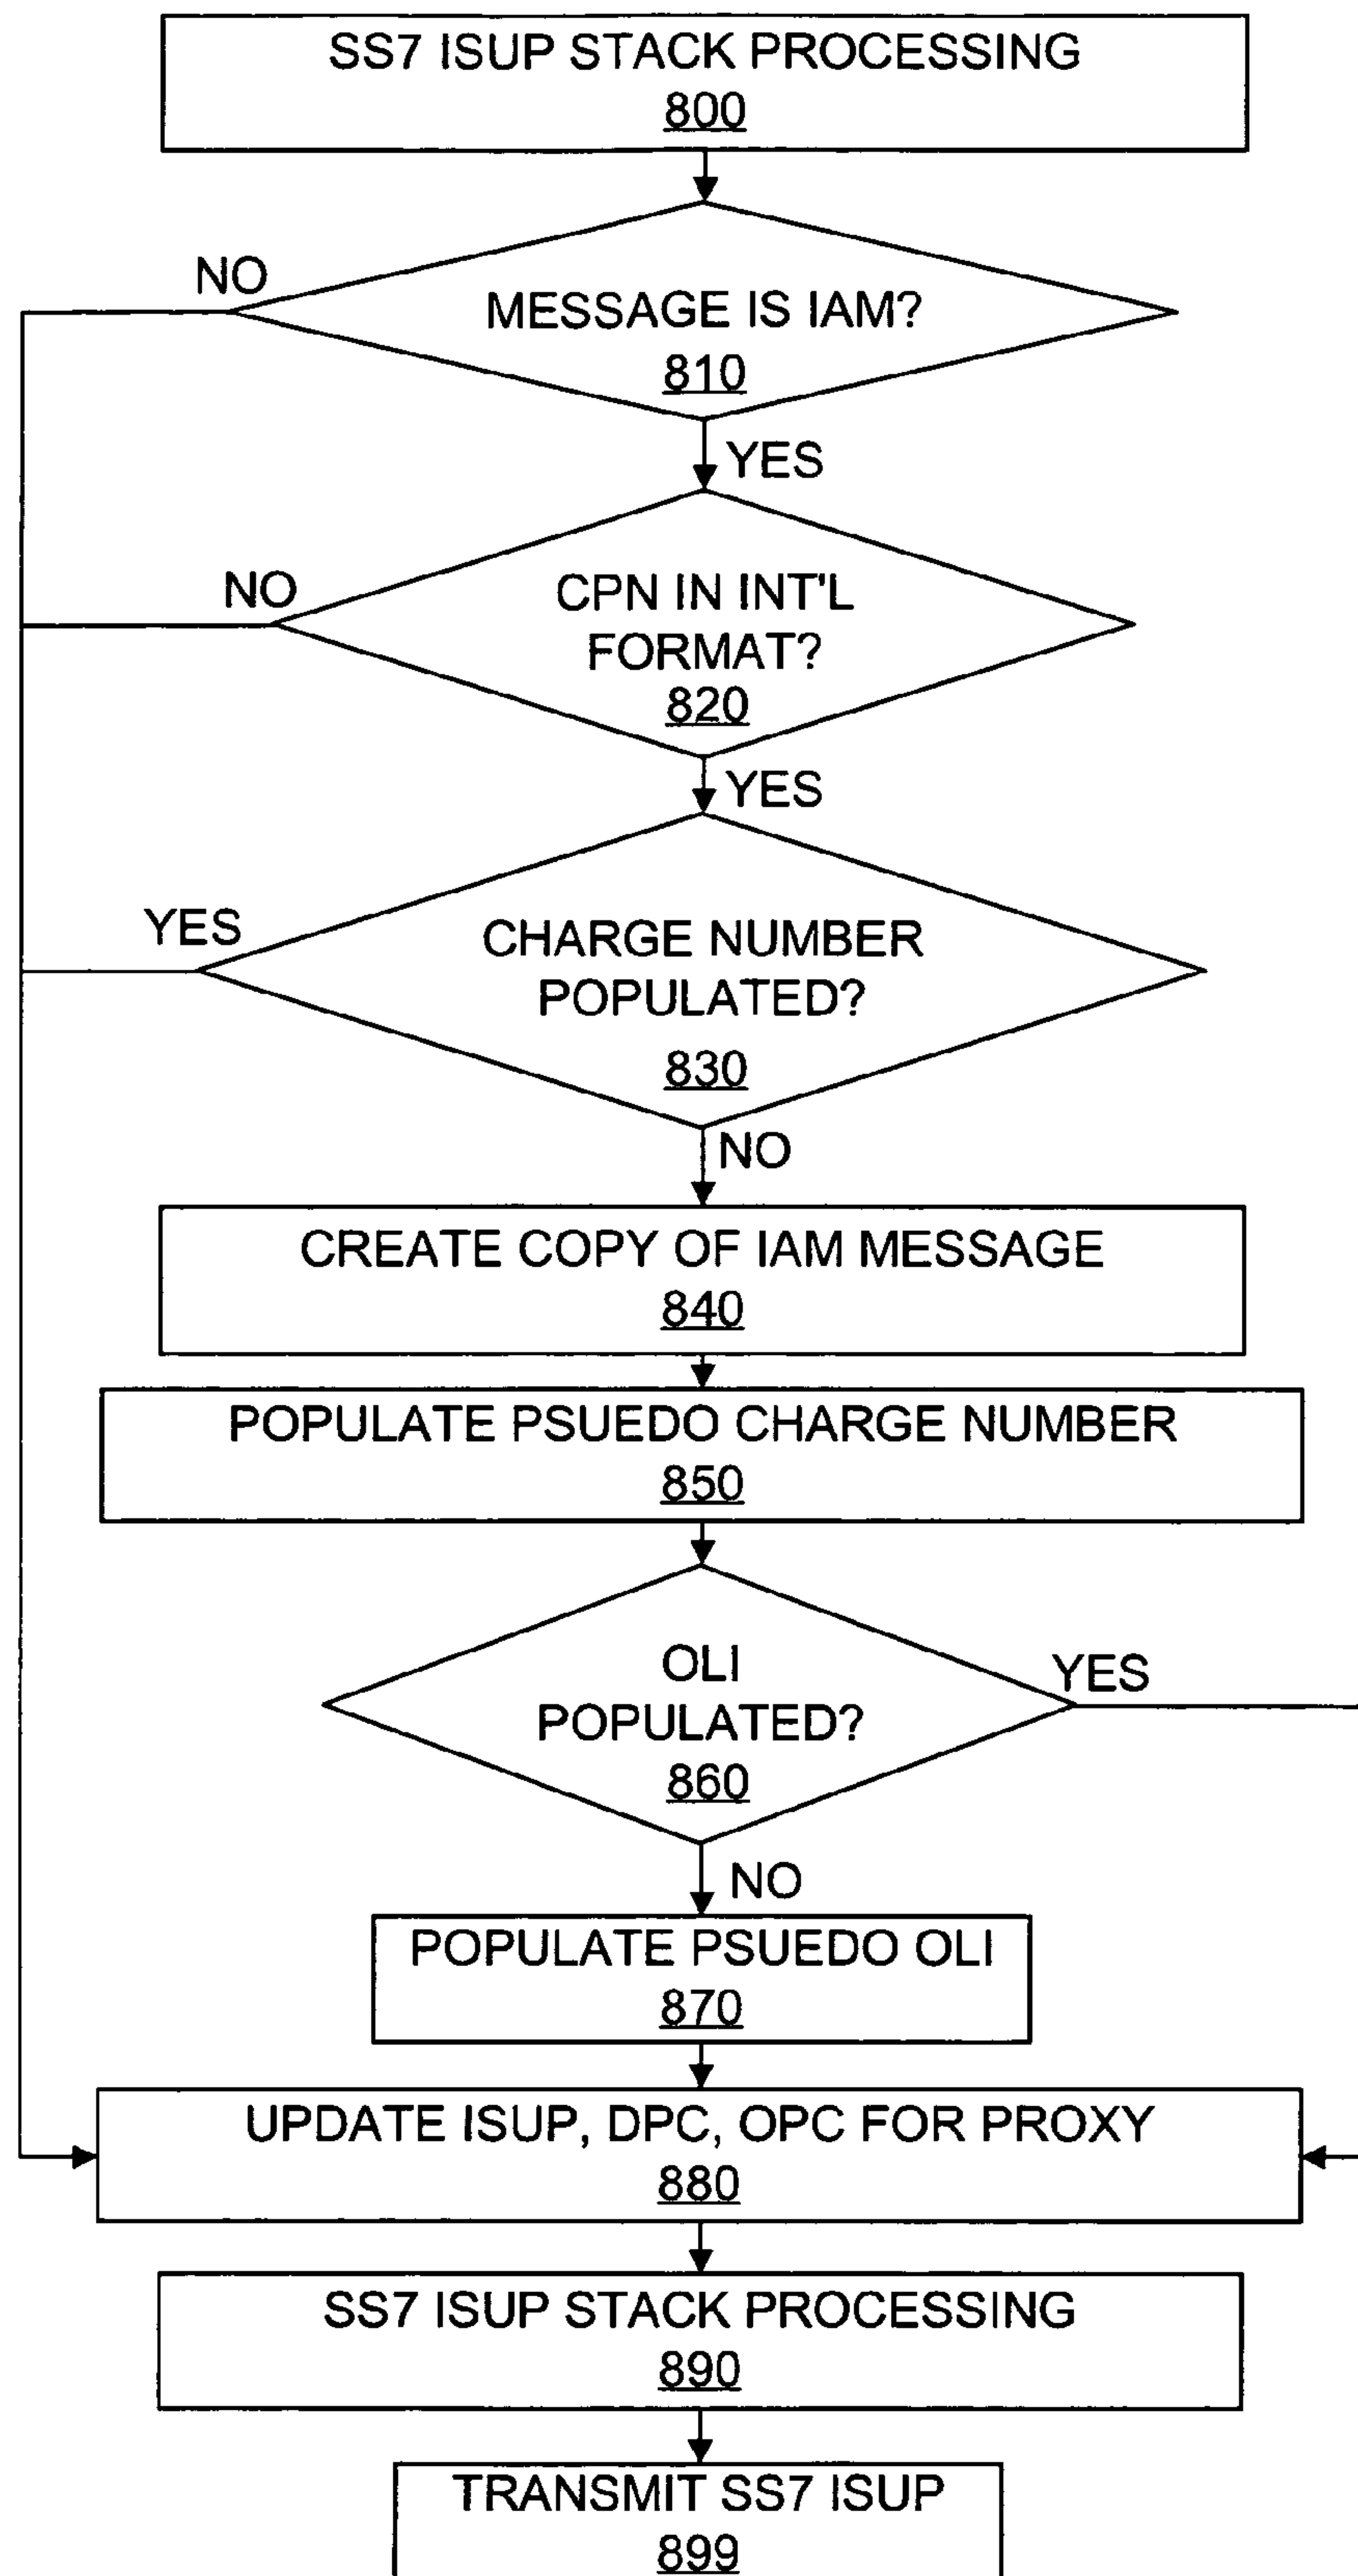 SS7 ISUP STACK PROCESSING
800
NO
MESSAGE IS IAM?
810
YES
NO
CPN IN INT'L
FORMAT?
820
YES
YES
CHARGE NUMBER
POPULATED?
830
NO
CREATE COPY OF IAM MESSAGE
840
POPULATE PSUEDO CHARGE NUMBER
850
OLI
POPULATED?
860
YES
NO
POPULATE PSUEDO OLI
870
UPDATE ISUP, DPC, OPC FOR PROXY
880
SS7 ISUP STACK PROCESSING
890
TRANSMIT SS7 ISUP
899